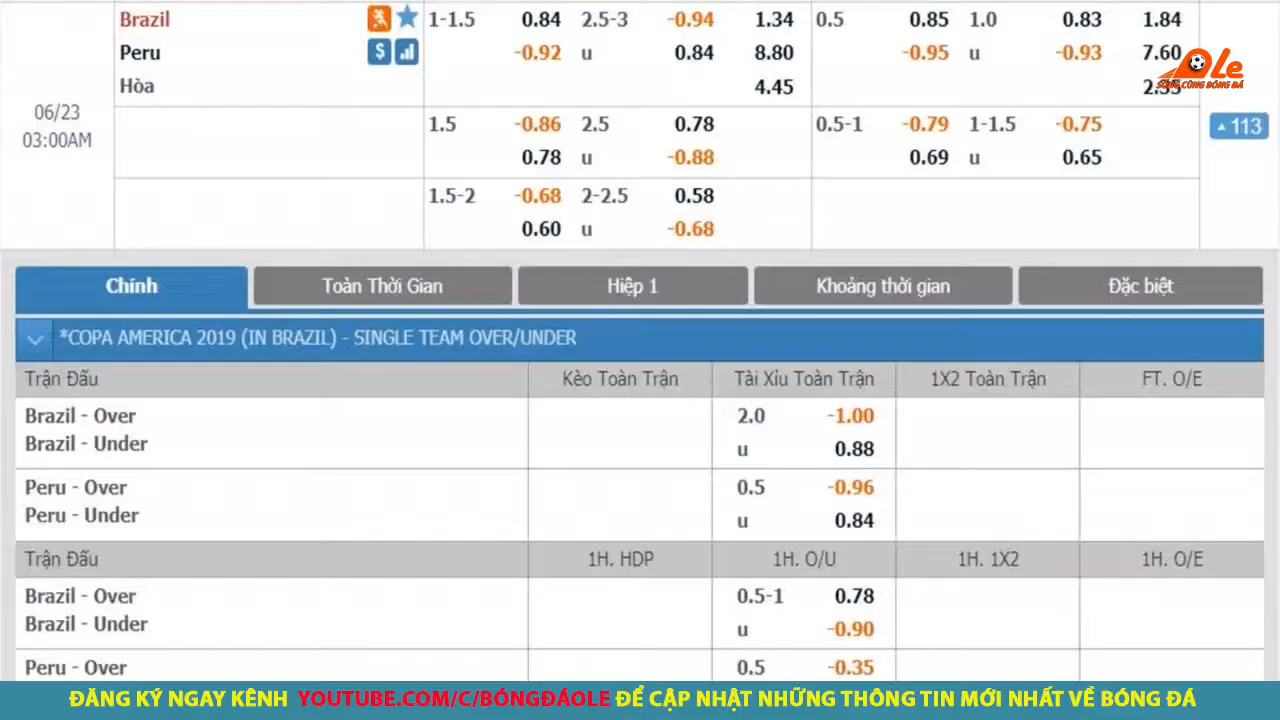 Brazil 1-1.5 0.84 2.5-3 -0.94 1.34 0.5 0.85 1.0 0.83 1.84
Peru $ -0.92 u 0.84 8.80 -0.95 u -0.93 7.60
Ole
SỐNG CÙNG BÓNG ĐÁ
Hòa 4.45 2.35
06/23
03:00AM
1.5 -0.86 2.5 0.78 0.5-1 -0.79 1-1.5 -0.75 113
0.78 u -0.88 0.69 u 0.65
1.5-2 -0.68 2-2.5 0.58
0.60 u -0.68
Chính Toàn Thời Gian Hiệp 1 Khoảng thời gian Đặc biệt
*COPA AMERICA 2019 (IN BRAZIL) - SINGLE TEAM OVER/UNDER
Trận Đấu Kèo Toàn Trận Tài Xỉu Toàn Trận 1X2 Toàn Trận FT. O/E
Brazil - Over 2.0 -1.00
Brazil - Under u 0.88
Peru - Over 0.5 -0.96
Peru - Under u 0.84
Trận Đấu 1H. HDP 1H. O/U 1H. 1X2 1H. O/E
Brazil - Over 0.5-1 0.78
Brazil - Under u -0.90
Peru - Over 0.5 -0.35
ĐĂNG KÝ NGAY KÊNH YOUTUBE.COM/C/BÓNGĐÁOLE ĐỂ CẬP NHẬT NHỮNG THÔNG TIN MỚI NHẤT VỀ BÓNG ĐÁ